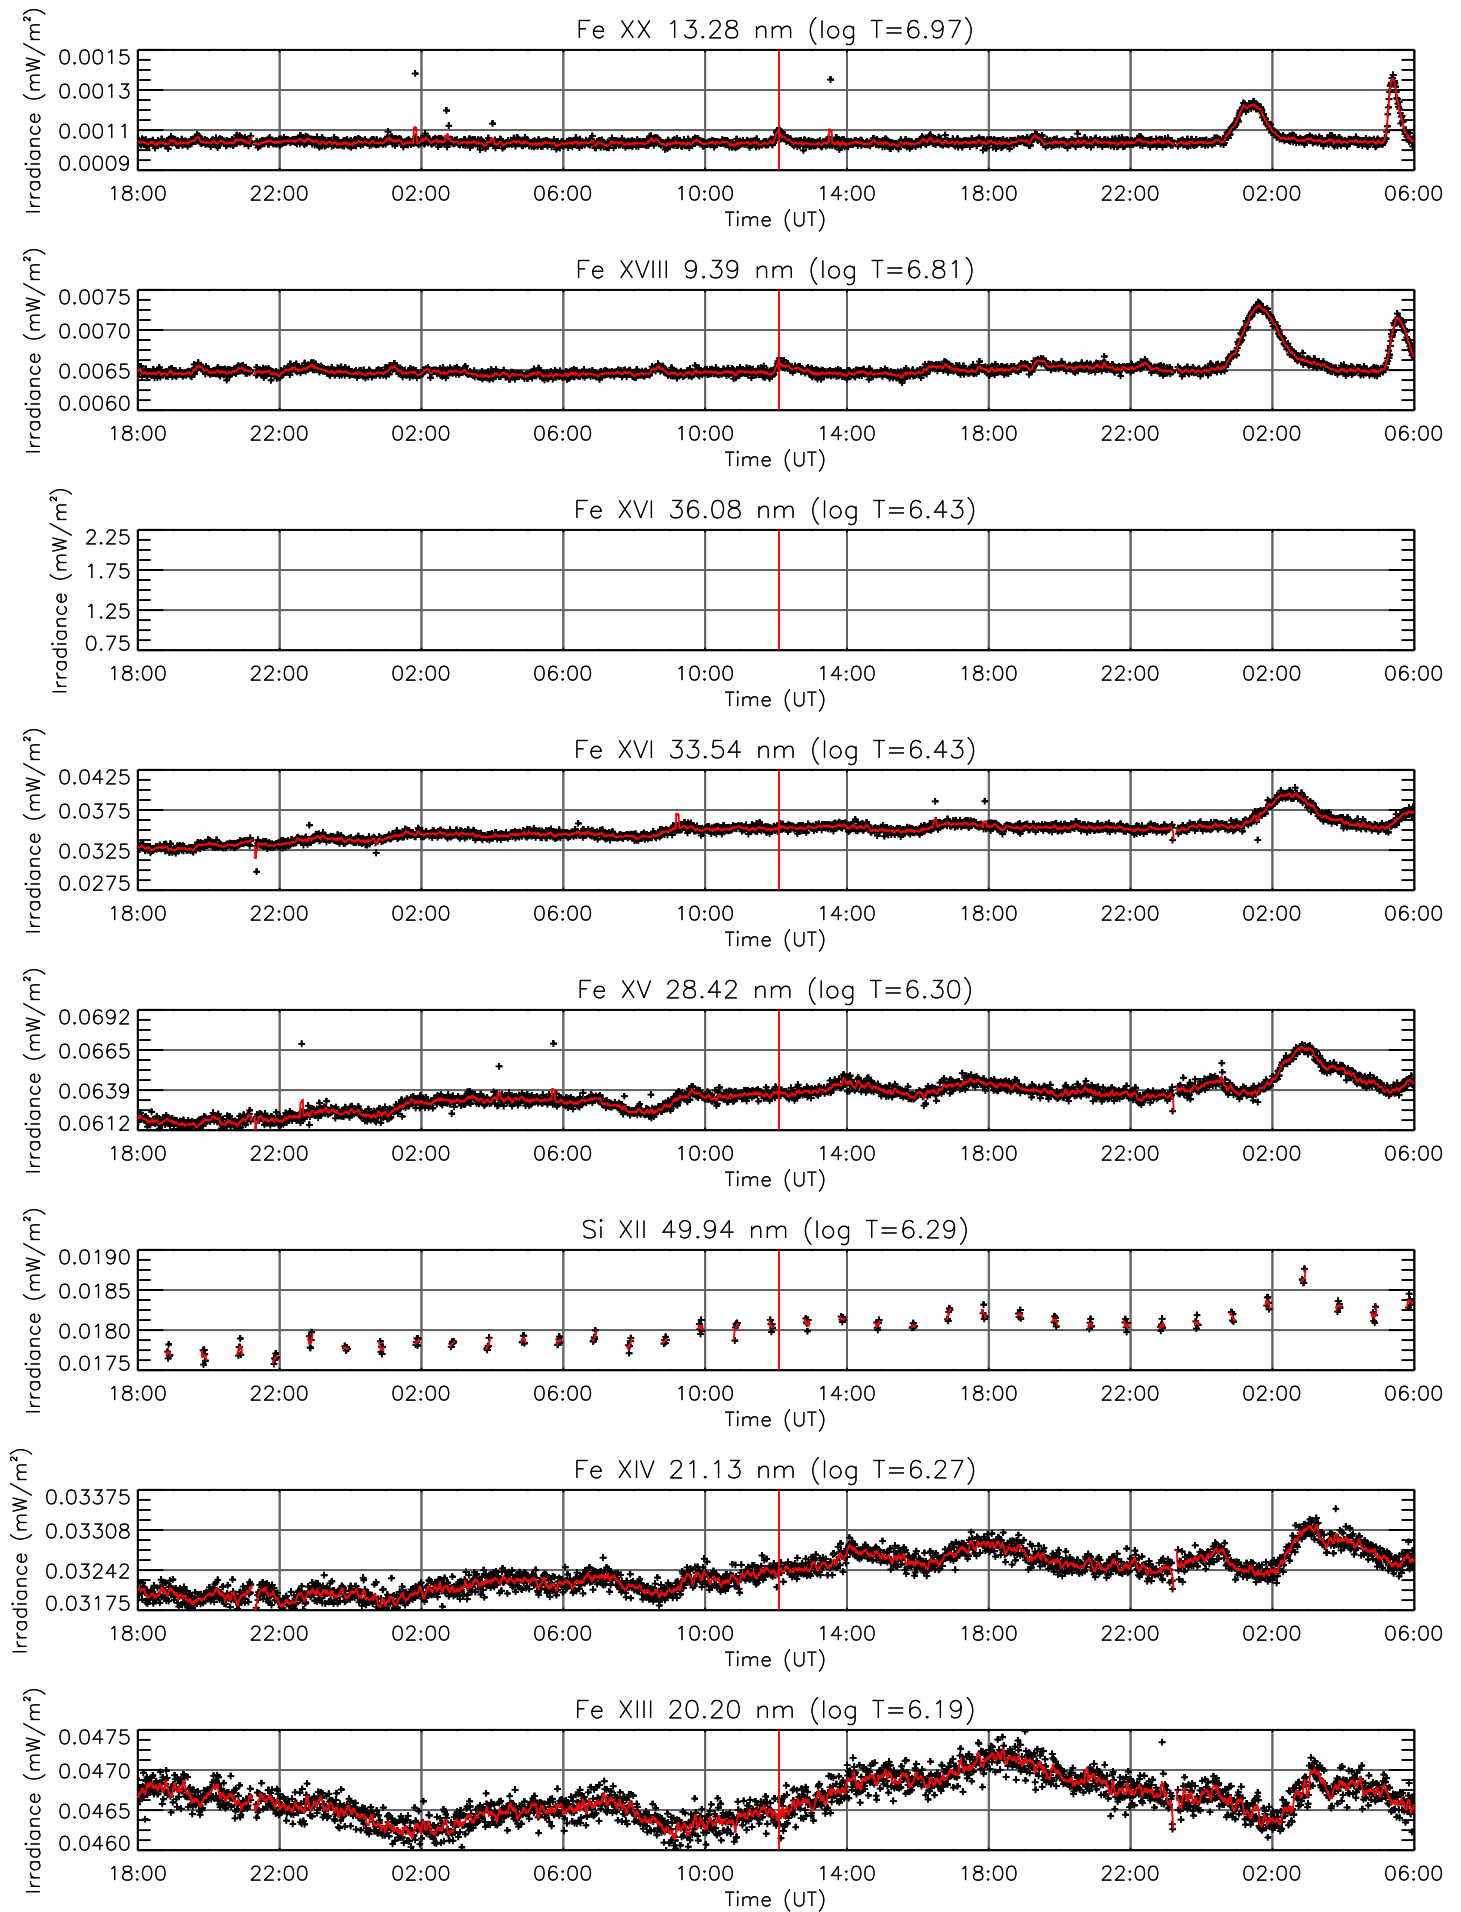 Fe XX 13.28 nm (log T=6.97)
Irradiance (mW/m²)
0.0015
0.0013
0.0011
0.0009
18:00 22:00 02:00 06:00 10:00 14:00 18:00 22:00 02:00 06:00
Time (UT)
Fe XVIII 9.39 nm (log T=6.81)
Irradiance (mW/m²)
0.0075
0.0070
0.0065
0.0060
18:00 22:00 02:00 06:00 10:00 14:00 18:00 22:00 02:00 06:00
Time (UT)
Fe XVI 36.08 nm (log T=6.43)
Irradiance (mW/m²)
2.25
1.75
1.25
0.75
18:00 22:00 02:00 06:00 10:00 14:00 18:00 22:00 02:00 06:00
Time (UT)
Fe XVI 33.54 nm (log T=6.43)
Irradiance (mW/m²)
0.0425
0.0375
0.0325
0.0275
18:00 22:00 02:00 06:00 10:00 14:00 18:00 22:00 02:00 06:00
Time (UT)
Fe XV 28.42 nm (log T=6.30)
Irradiance (mW/m²)
0.0692
0.0665
0.0639
0.0612
18:00 22:00 02:00 06:00 10:00 14:00 18:00 22:00 02:00 06:00
Time (UT)
Si XII 49.94 nm (log T=6.29)
Irradiance (mW/m²)
0.0190
0.0185
0.0180
0.0175
18:00 22:00 02:00 06:00 10:00 14:00 18:00 22:00 02:00 06:00
Time (UT)
Fe XIV 21.13 nm (log T=6.27)
Irradiance (mW/m²)
0.03375
0.03308
0.03242
0.03175
18:00 22:00 02:00 06:00 10:00 14:00 18:00 22:00 02:00 06:00
Time (UT)
Fe XIII 20.20 nm (log T=6.19)
Irradiance (mW/m²)
0.0475
0.0470
0.0465
0.0460
18:00 22:00 02:00 06:00 10:00 14:00 18:00 22:00 02:00 06:00
Time (UT)